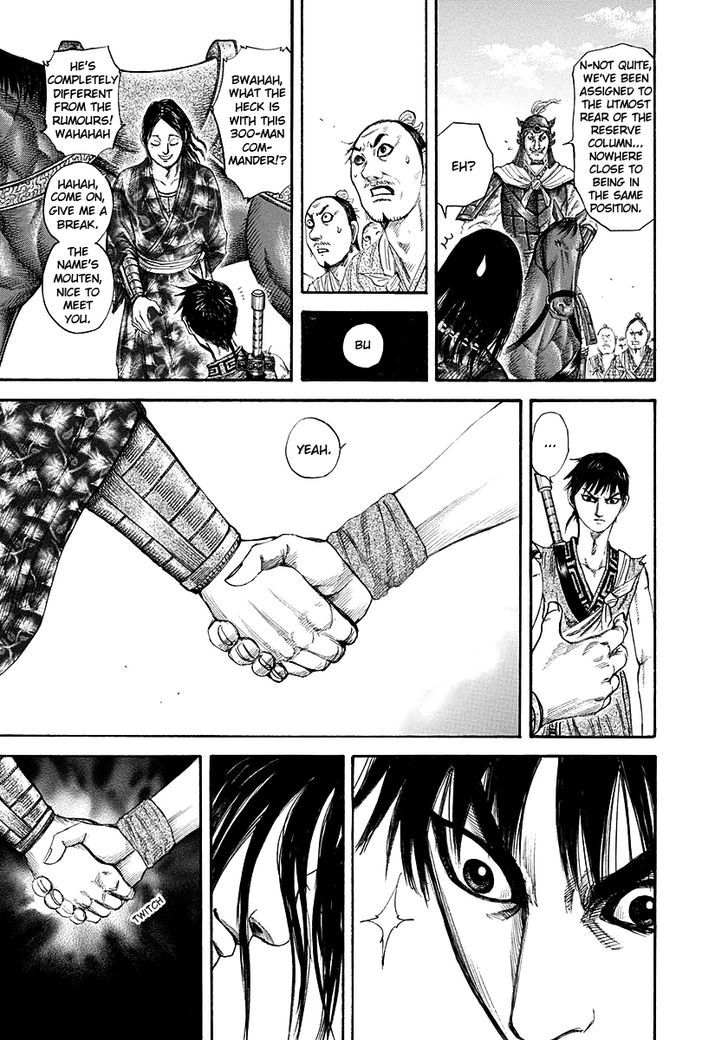 N-NOT QUITE,
WE'VE BEEN
ASSIGNED
TO THE UTMOST
REAR OF THE
RESERVE
COLUMN...
NOWHERE
CLOSE TO
BEING IN
THE SAME
POSITION.
EH?
BU
BWAHAH,
WHAT THE
HECK IS
WITH THIS
300-MAN
COM-
MANDER!?
HE'S
COMPLETELY
DIFFERENT
FROM THE
RUMOURS!
WAHAHAH
HAHAH,
COME ON,
GIVE ME A
BREAK.
THE
NAME'S
MOUTEN,
NICE TO
MEET
YOU.
...
YEAH.
TWITCH